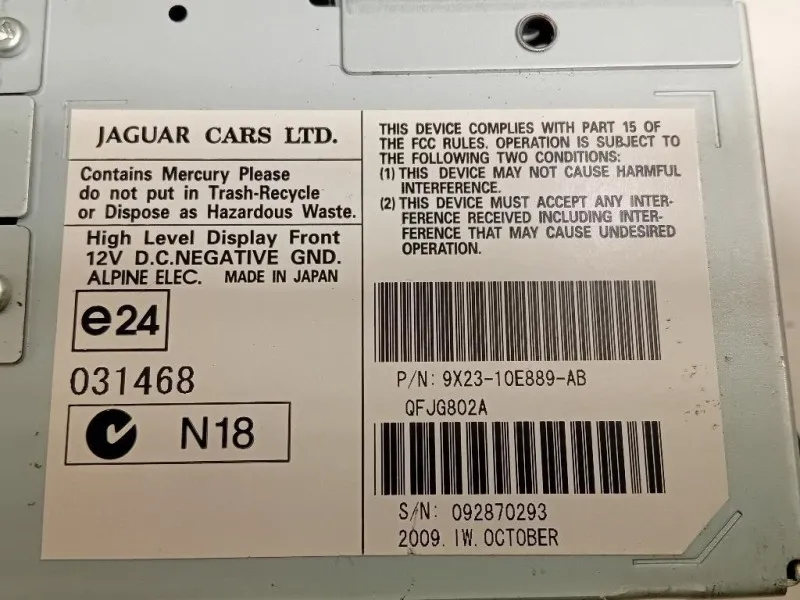 JAGUAR CARS LTD.
Contains Mercury Please
do not put in Trash-Recycle
or Dispose as Hazardous Waste.
High Level Display Front
12V D.C.NEGATIVE GND.
ALPINE ELEC. MADE IN JAPAN
e24
031468
N18
THIS DEVICE COMPLIES WITH PART 15 OF
THE FCC RULES. OPERATION IS SUBJECT TO
THE FOLLOWING TWO CONDITIONS:
(1) THIS DEVICE MAY NOT CAUSE HARMFUL
INTERFERENCE.
(2) THIS DEVICE MUST ACCEPT ANY INTER-
FERENCE RECEIVED INCLUDING INTER-
FERENCE THAT MAY CAUSE UNDESIRED
OPERATION.
P/N: 9X23-10E889-AB
QFJG802A
S/N: 092870293
2009. IW. OCTOBER